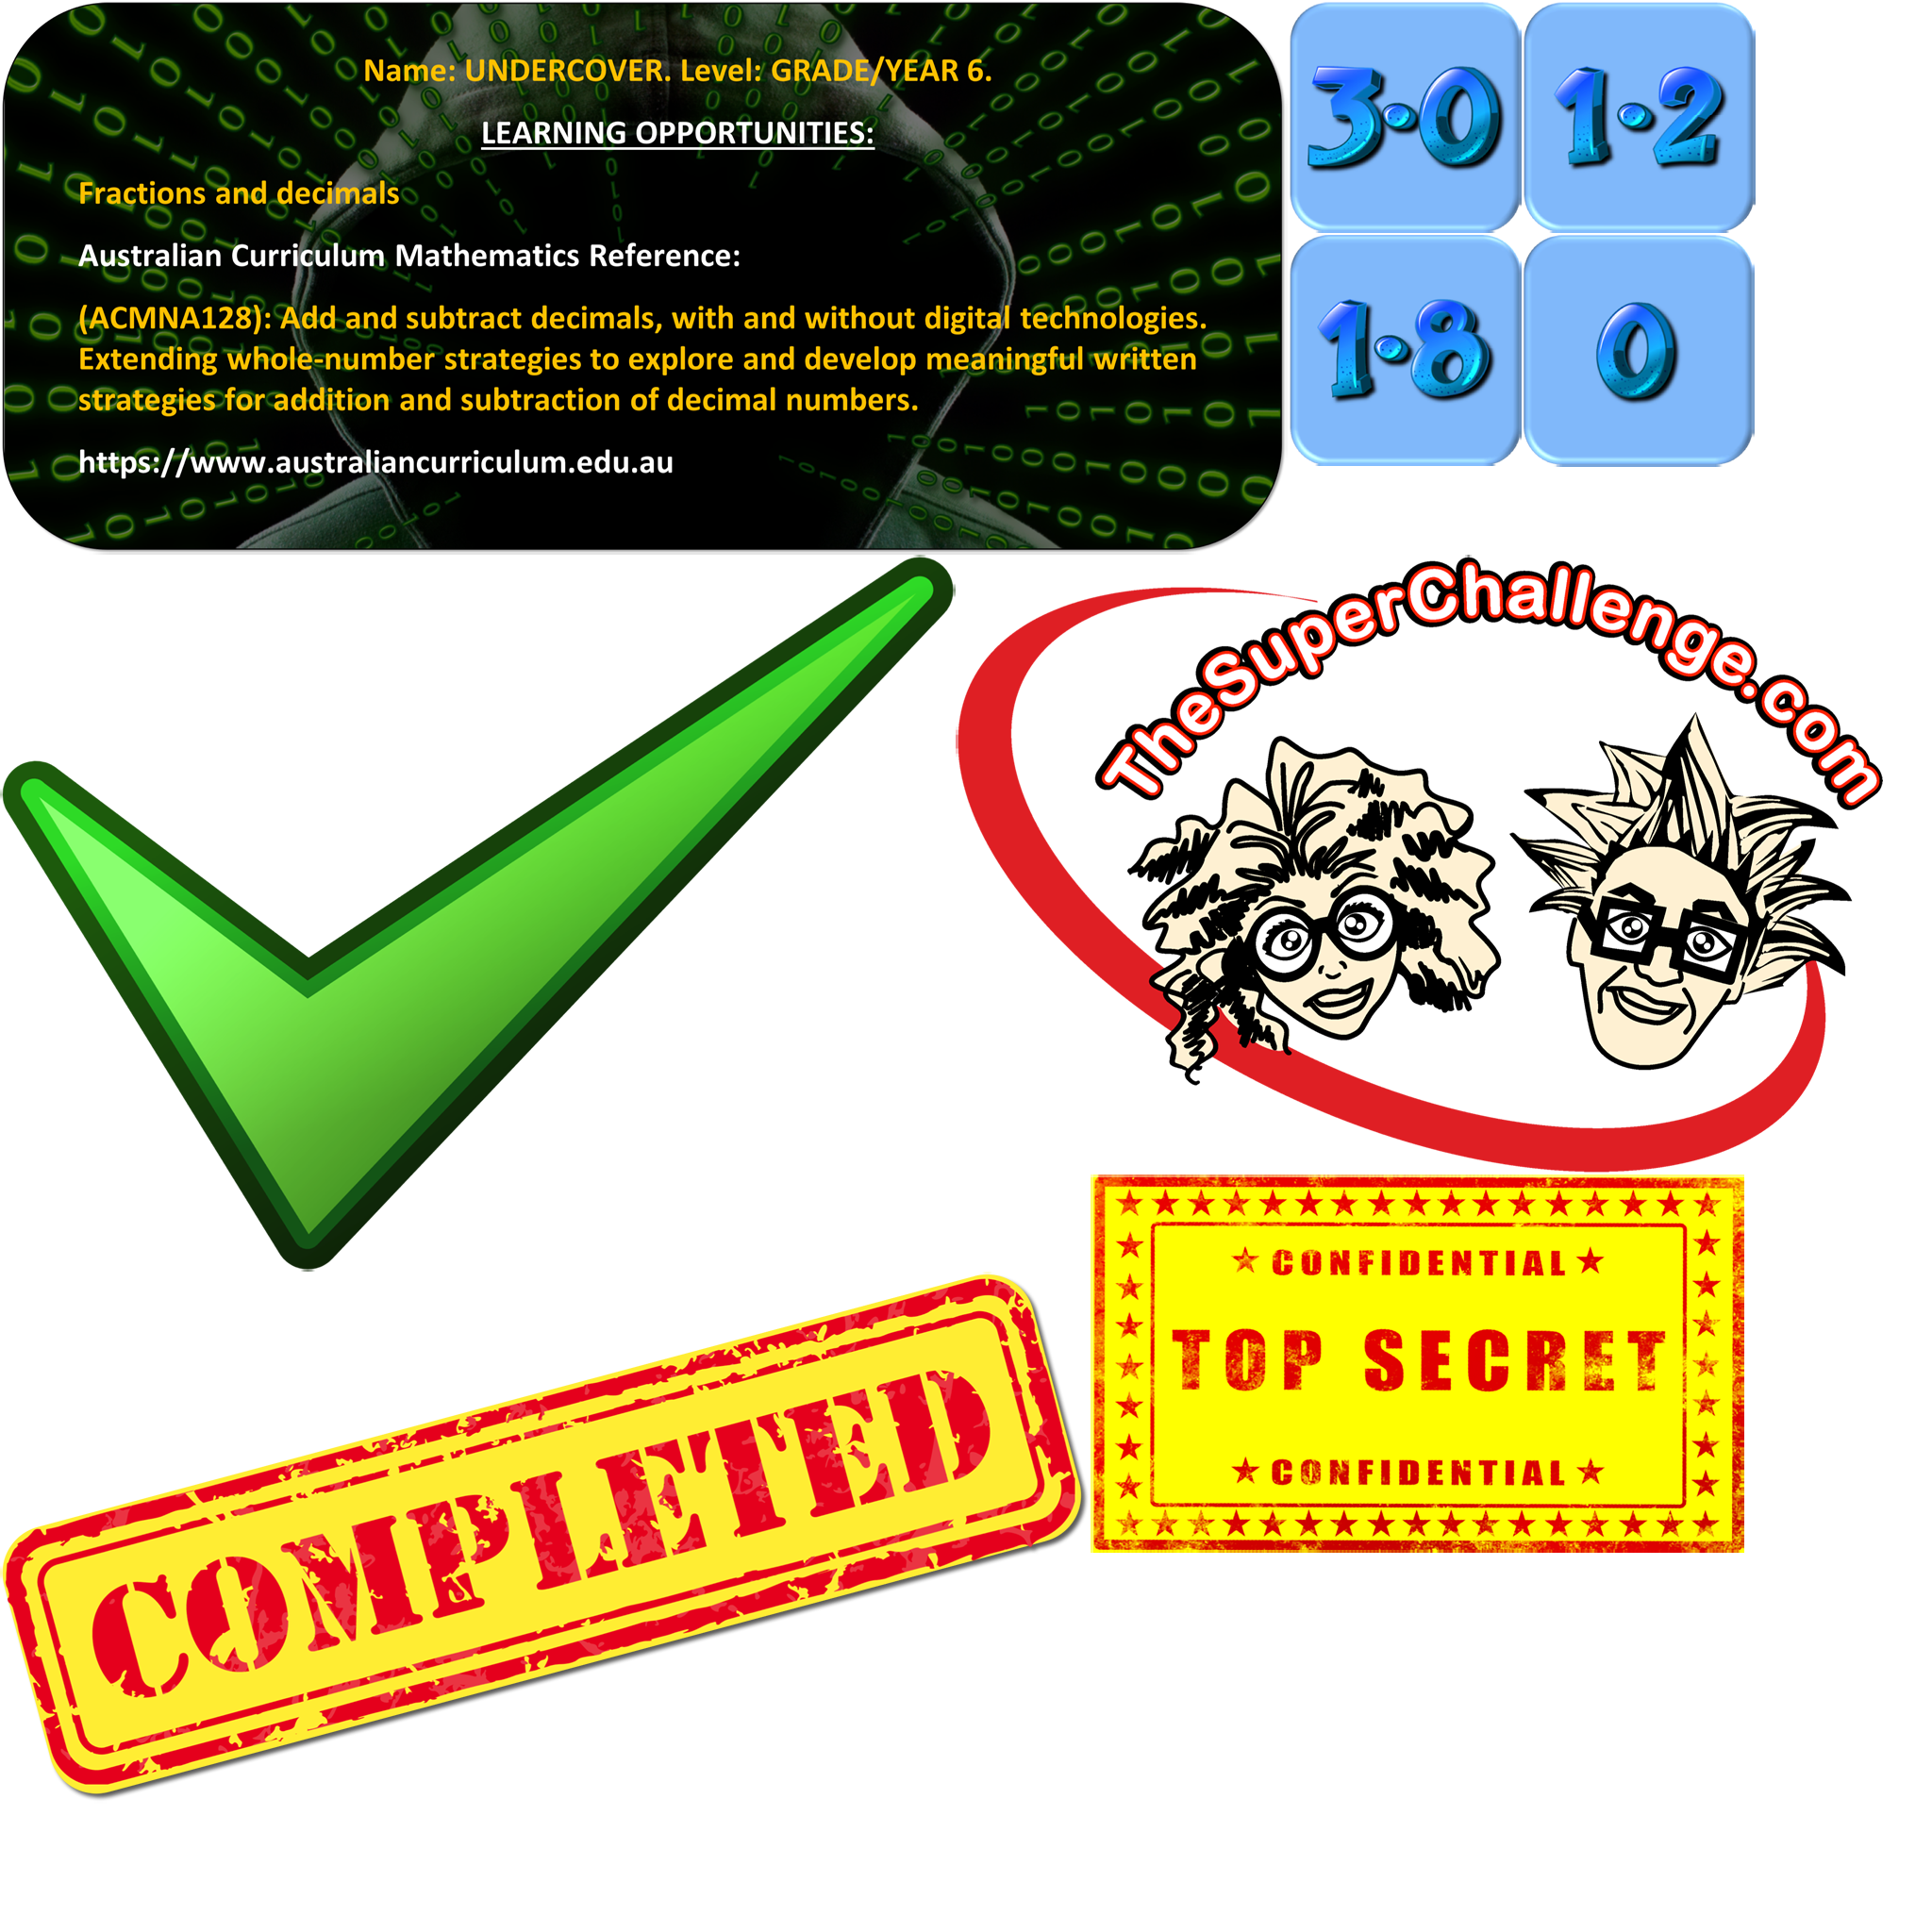 Name: UNDERCOVER. Level: GRADE/YEAR 6.
LEARNING OPPORTUNITIES:
Fractions and decimals
Australian Curriculum Mathematics Reference:
(ACMNA128): Add and subtract decimals, with and without digital technologies.
Extending whole-number strategies to explore and develop meaningful written
strategies for addition and subtraction of decimal numbers.
https://www.australiancurriculum.edu.au
3·0
1·2
1·8
0
TheSuperChallenge.com
CONFIDENTIAL
TOP SECRET
CONFIDENTIAL
COMPLETED